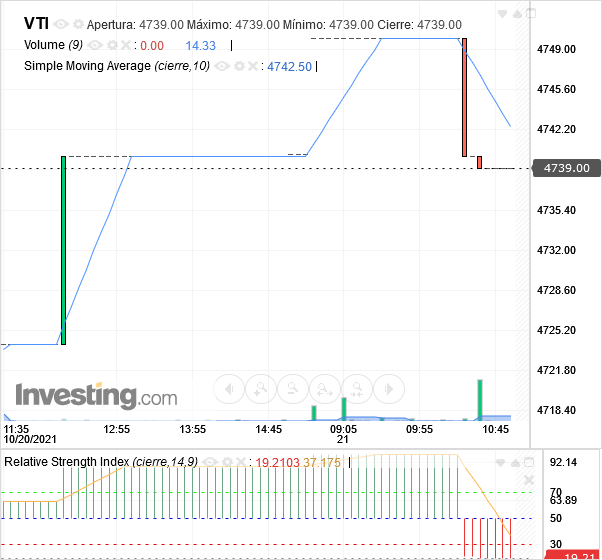 VTI Apertura: 4739.00 Máximo: 4739.00 Mínimo: 4739.00 Cierre: 4739.00
Volume (9) : 0.00 14.33 |
Simple Moving Average (cierre,10) : 4742.50 |
4749.00
4745.60
4742.20
4739.00
4735.40
4732.00
4728.60
4725.20
4721.80
4718.40
Investing.com
11:35 12:55 13:55 14:45 09:05 09:55 10:45
10/20/2021 21
Relative Strength Index (cierre,14,9) : 19.2103 37.175 |
92.14
70
63.89
50
30
19.21